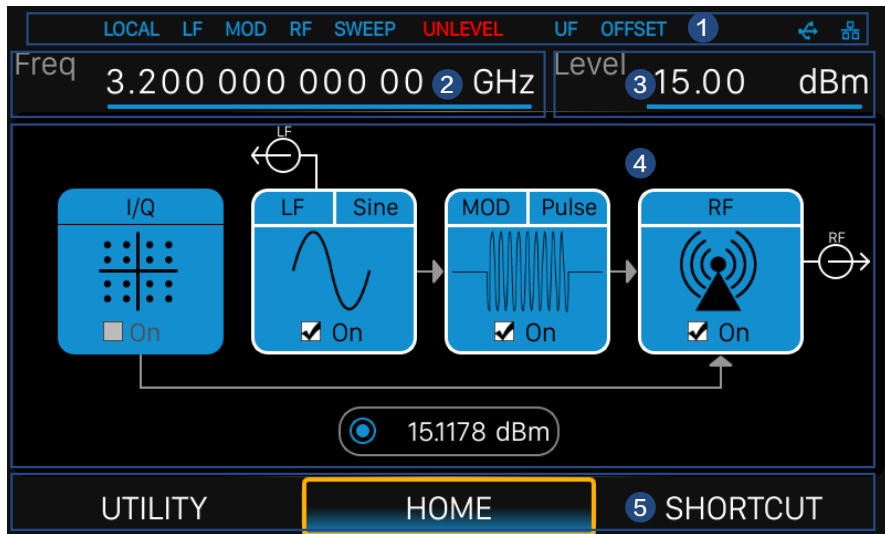 LOCAL LF MOD RF SWEEP UNLEVEL UF OFFSET 1
Freq 3.200 000 000 00 2 GHz
Level 3 15.00 dBm
4
LF
I/Q
LF Sine
MOD Pulse
RF
RF
On
On
On
On
15.1178 dBm
UTILITY HOME 5 SHORTCUT